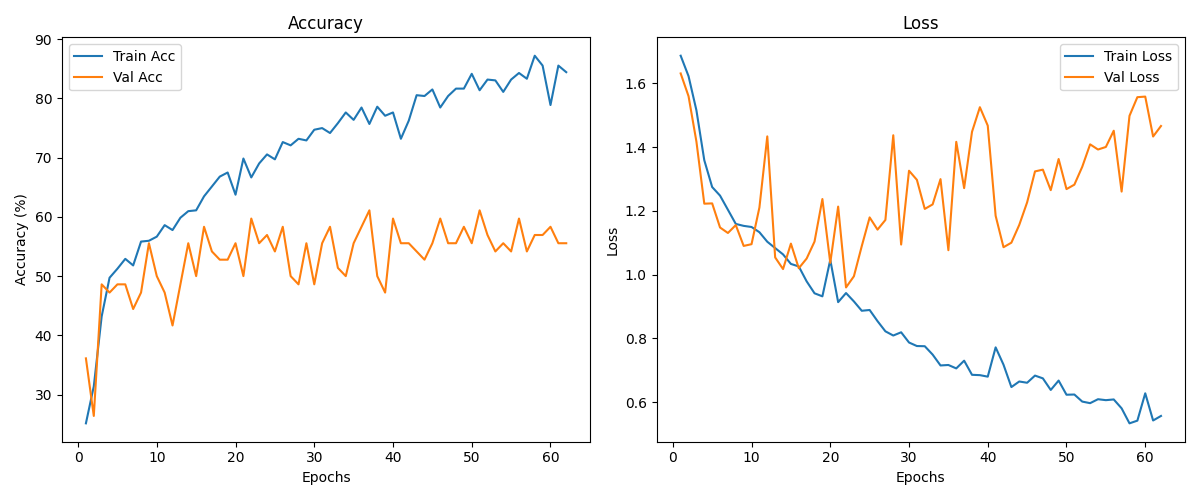 Accuracy
Train Acc
Val Acc
Accuracy (%)
90
80
70
60
50
40
30
0 10 20 30 40 50 60
Epochs
Loss
Train Loss
Val Loss
Loss
1.6
1.4
1.2
1.0
0.8
0.6
0 10 20 30 40 50 60
Epochs